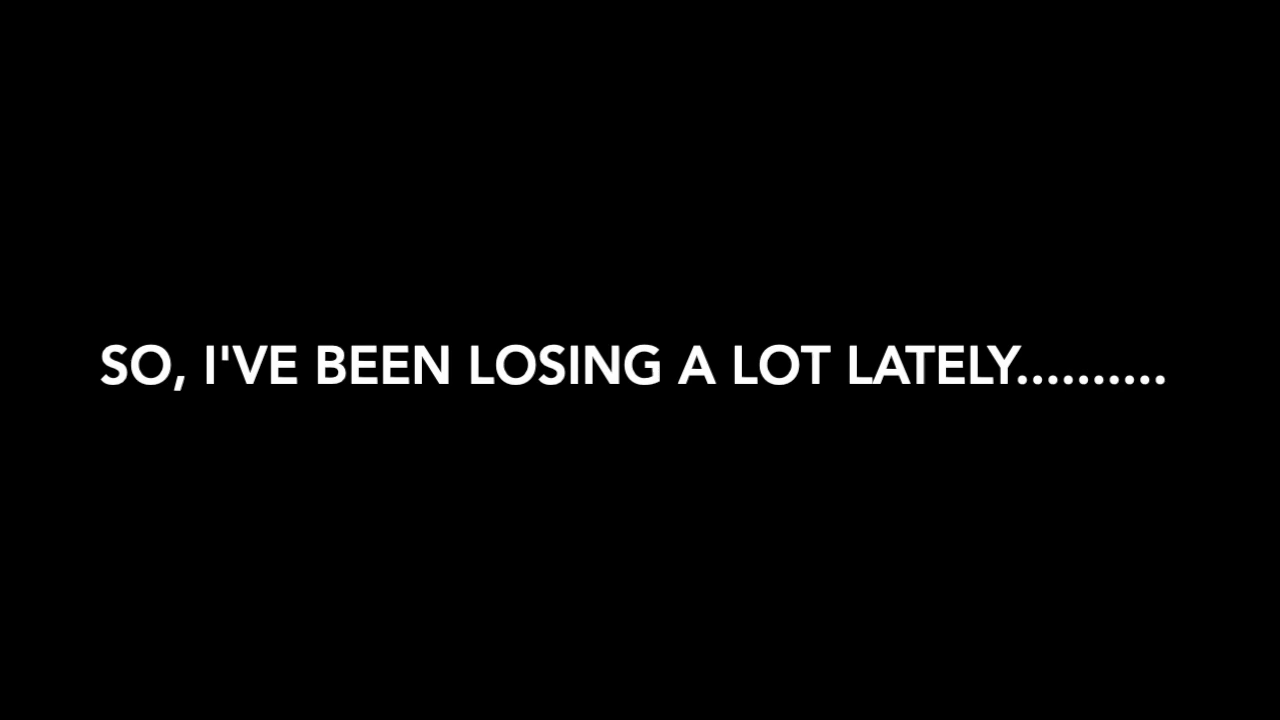 SO, I'VE BEEN LOSING A LOT LATELY..........